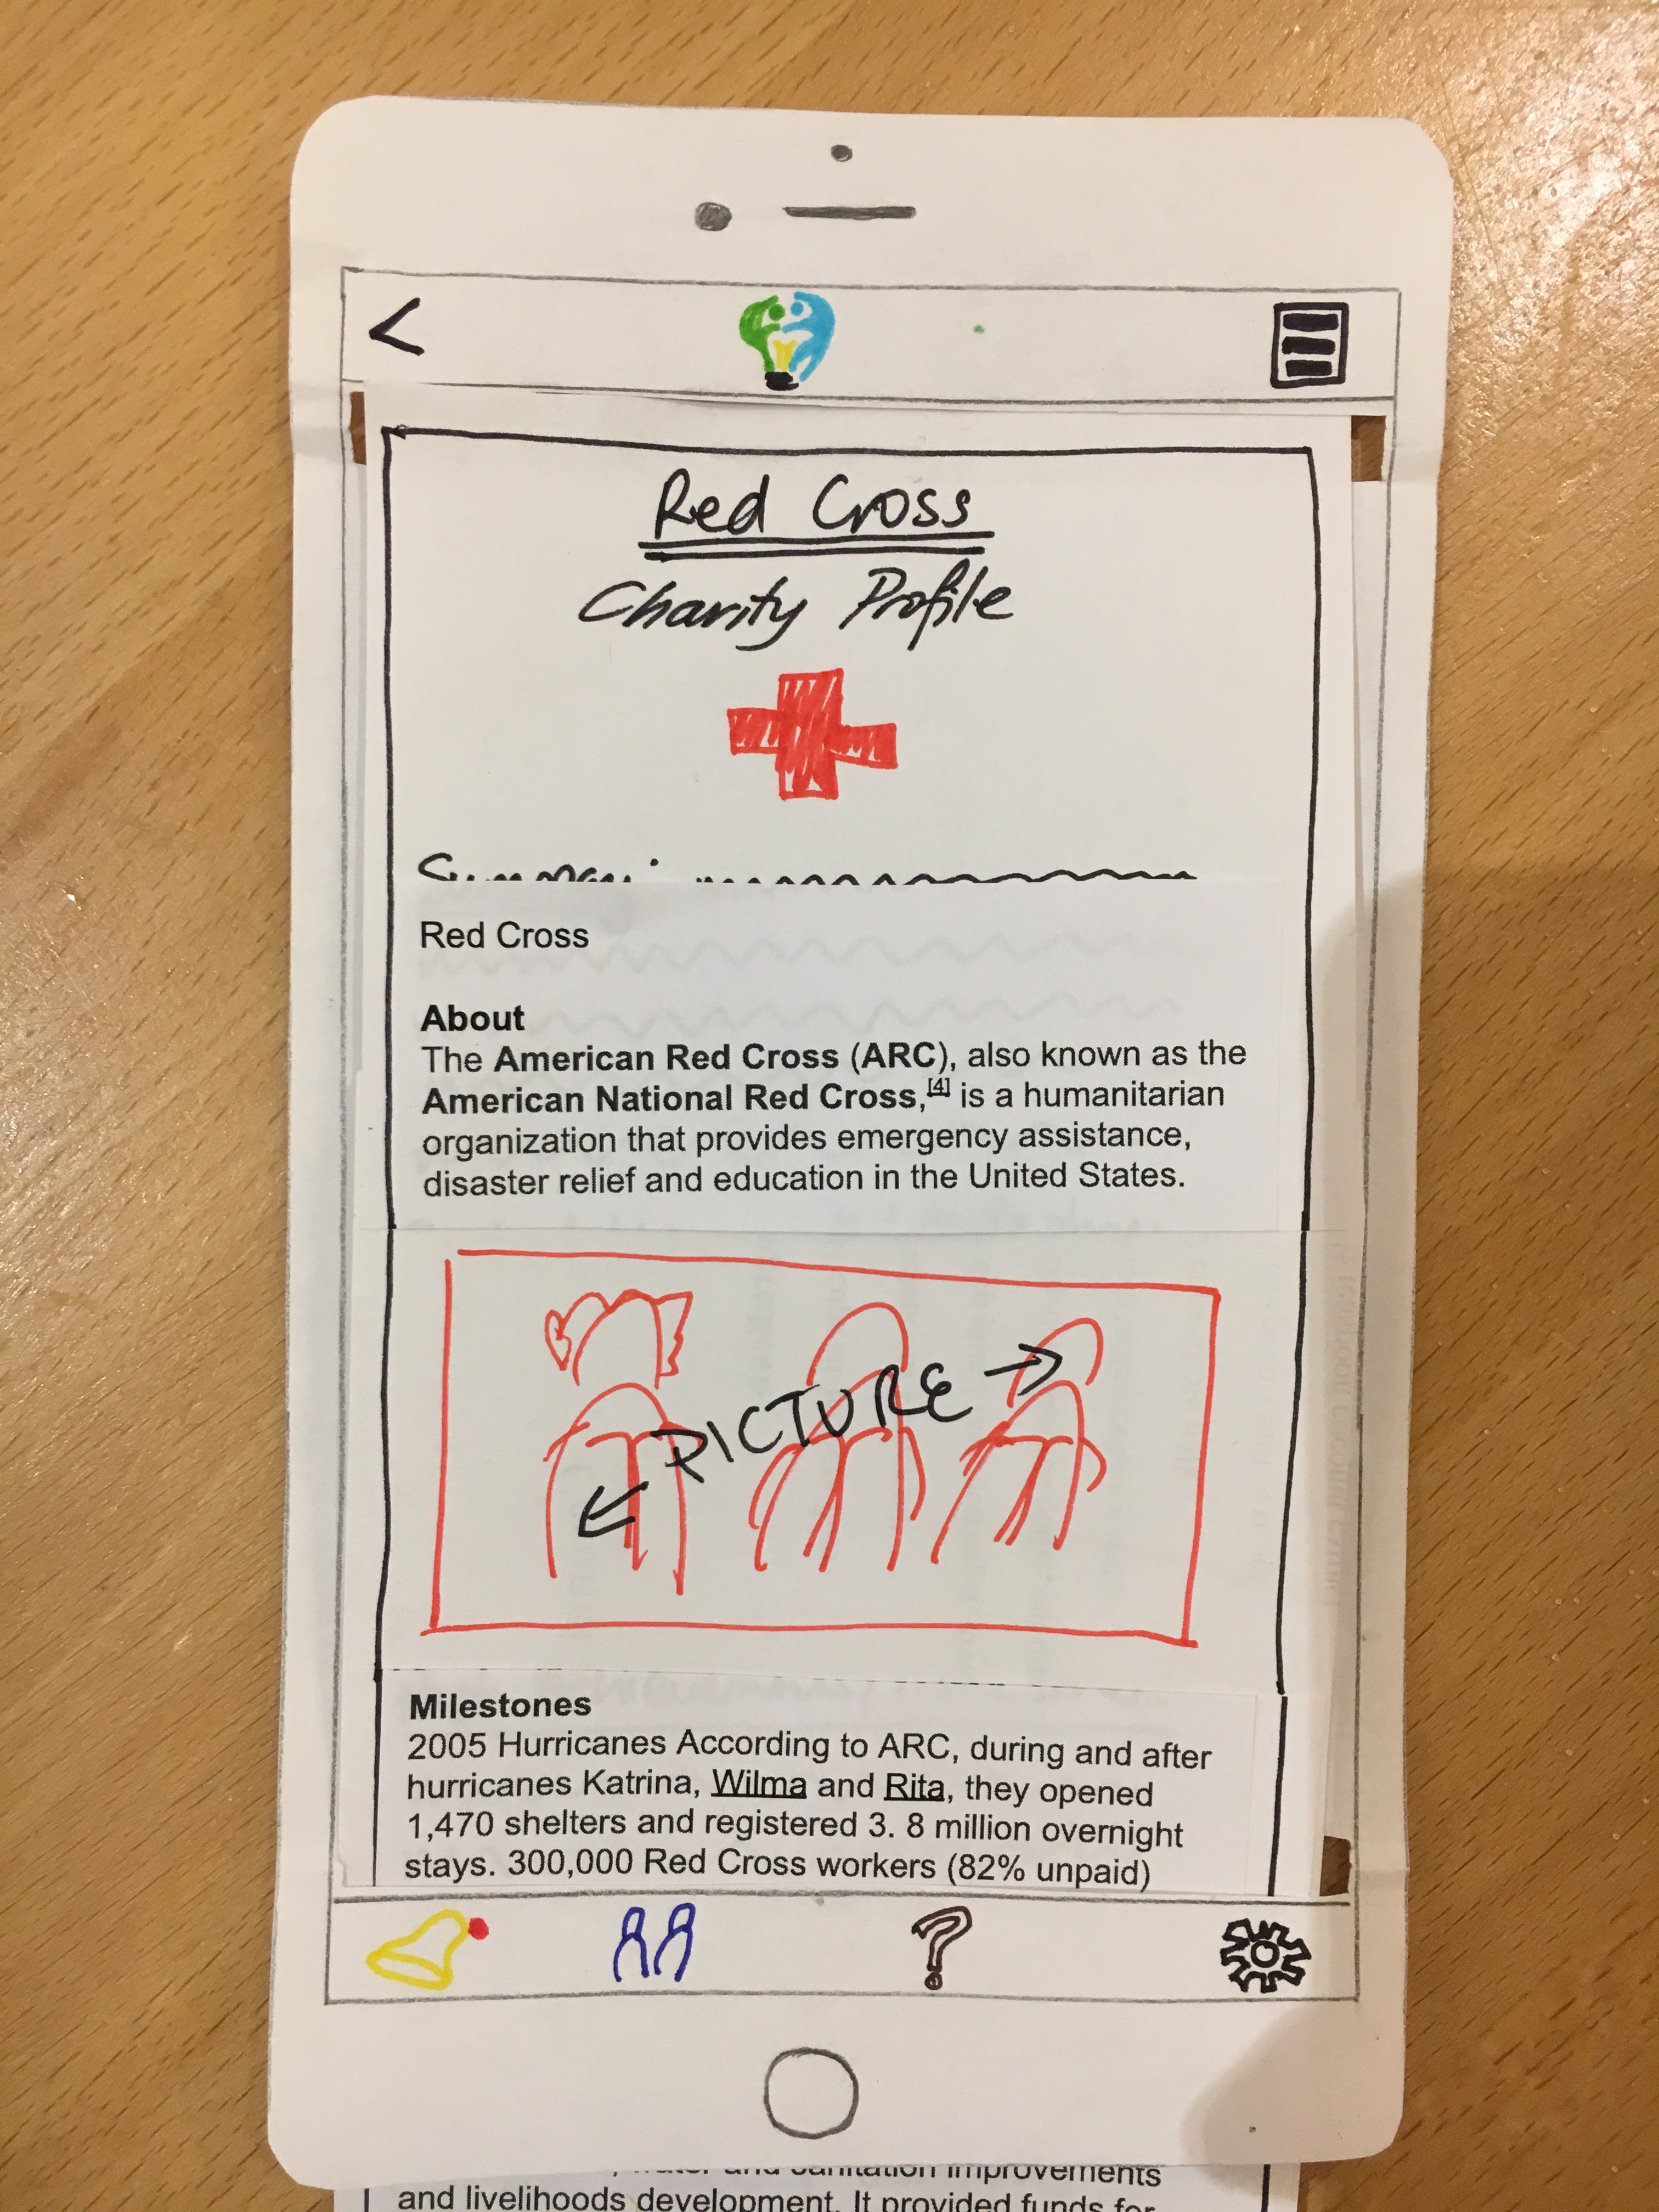 <
Red Cross
Charity Profile
Red Cross
About
The American Red Cross (ARC), also known as the
American National Red Cross,[4] is a humanitarian
organization that provides emergency assistance,
disaster relief and education in the United States.
← PICTURE →
Milestones
2005 Hurricanes According to ARC, during and after
hurricanes Katrina, Wilma and Rita, they opened
1,470 shelters and registered 3. 8 million overnight
stays. 300,000 Red Cross workers (82% unpaid)
?
and sanitation improvements
and livelihoods development. It provided funds for